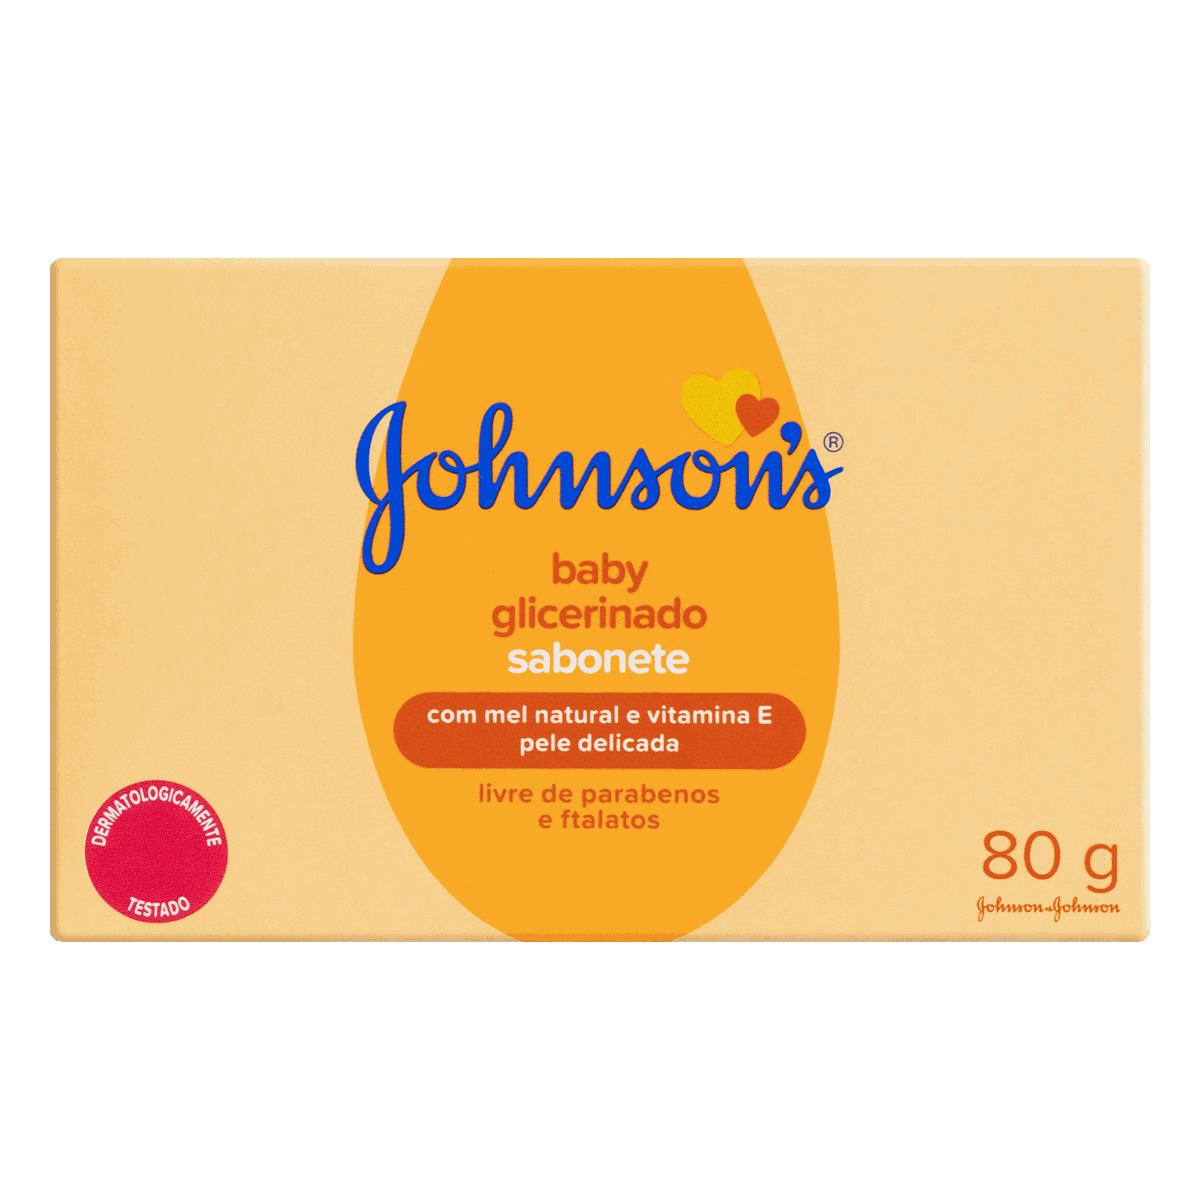 Johnson's®
baby
glicerinado
sabonete
com mel natural e vitamina E
pele delicada
livre de parabenos
e ftalatos
DERMATOLOGICAMENTE
TESTADO
80 g
Johnson & Johnson